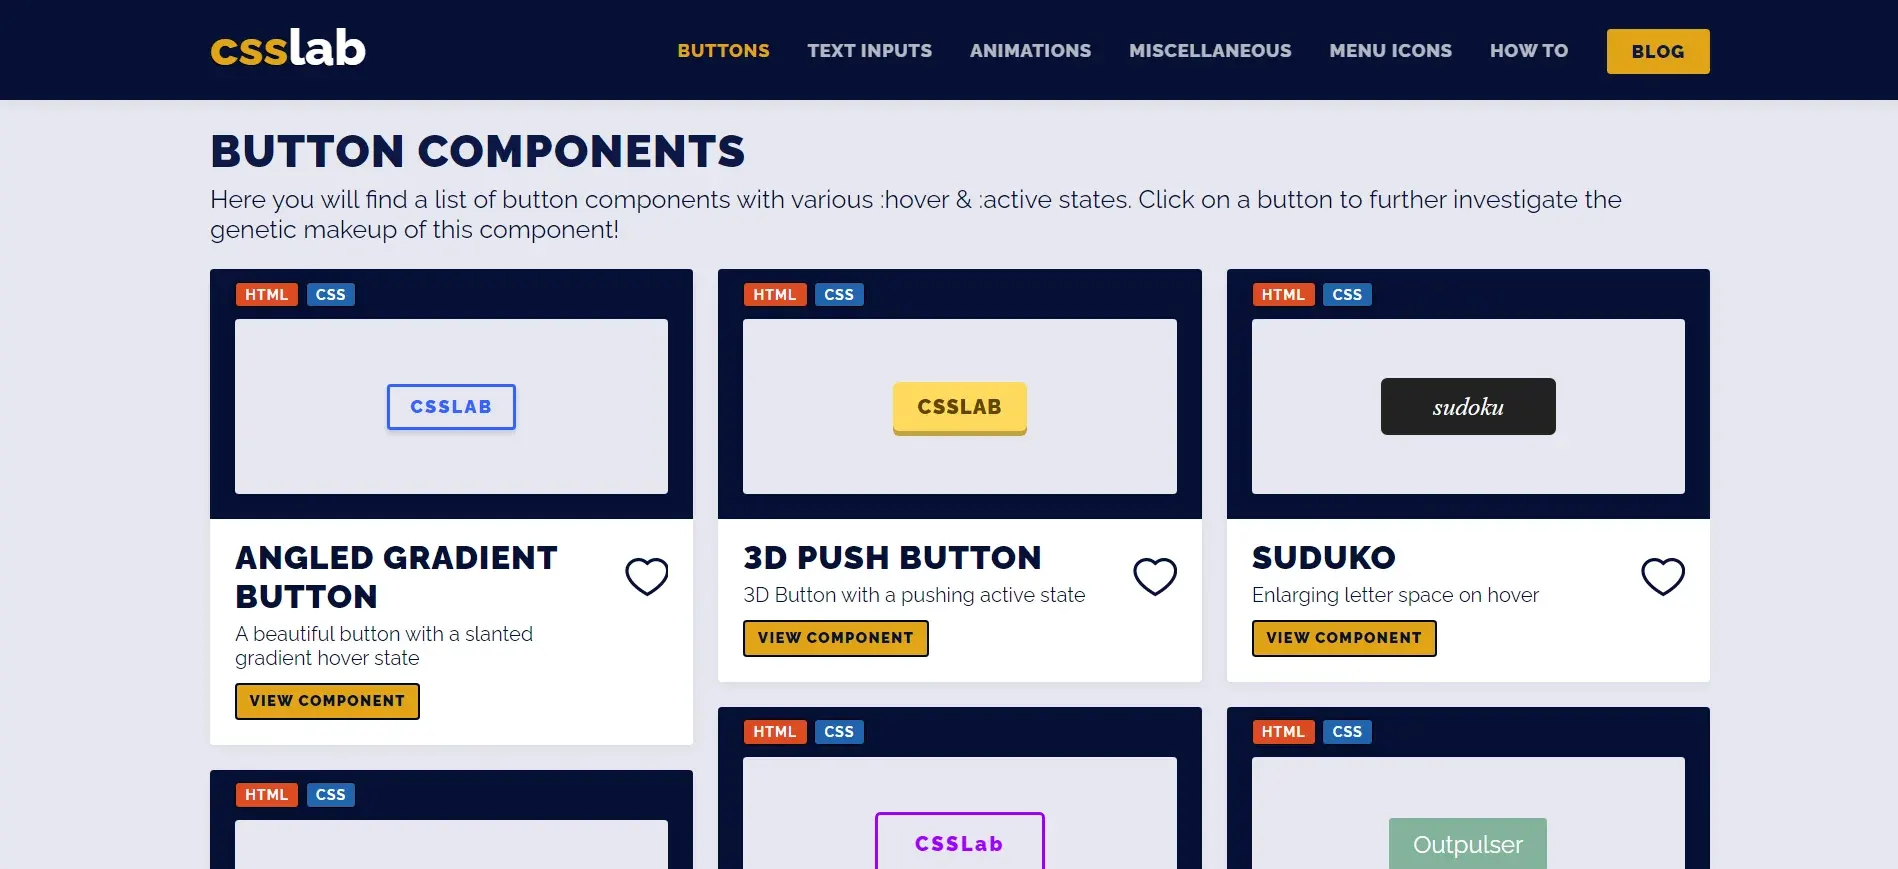 csslab
BUTTONS
TEXT INPUTS
ANIMATIONS
MISCELLANEOUS
MENU ICONS
HOW TO
BLOG
BUTTON COMPONENTS
Here you will find a list of button components with various :hover & :active states. Click on a button to further investigate the
genetic makeup of this component!
HTML CSS
CSSLAB
ANGLED GRADIENT
BUTTON
A beautiful button with a slanted
gradient hover state
VIEW COMPONENT
HTML CSS
CSSLAB
3D PUSH BUTTON
3D Button with a pushing active state
VIEW COMPONENT
HTML CSS
sudoku
SUDUKO
Enlarging letter space on hover
VIEW COMPONENT
HTML CSS
HTML CSS
CSSLab
HTML CSS
Outpulser